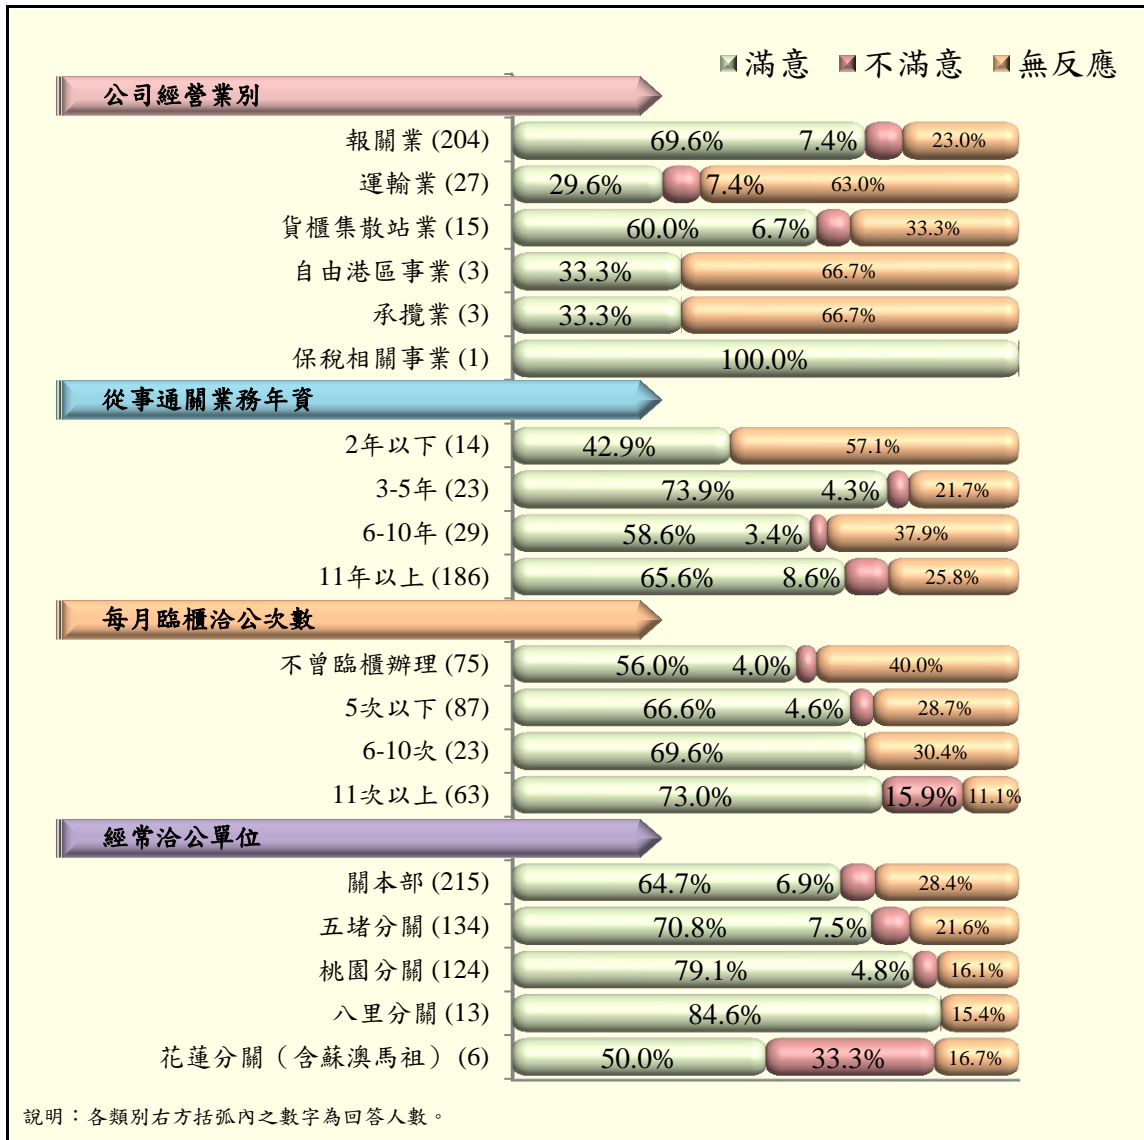 滿意 不滿意 無反應
公司經營業別
報關業 (204) 69.6% 7.4% 23.0%
運輸業 (27) 29.6% 7.4% 63.0%
貨櫃集散站業 (15) 60.0% 6.7% 33.3%
自由港區事業 (3) 33.3% 66.7%
承攬業 (3) 33.3% 66.7%
保稅相關事業 (1) 100.0%
從事通關業務年資
2年以下 (14) 42.9% 57.1%
3-5年 (23) 73.9% 4.3% 21.7%
6-10年 (29) 58.6% 3.4% 37.9%
11年以上 (186) 65.6% 8.6% 25.8%
每月臨櫃洽公次數
不曾臨櫃辦理 (75) 56.0% 4.0% 40.0%
5次以下 (87) 66.6% 4.6% 28.7%
6-10次 (23) 69.6% 30.4%
11次以上 (63) 73.0% 15.9% 11.1%
經常洽公單位
關本部 (215) 64.7% 6.9% 28.4%
五堵分關 (134) 70.8% 7.5% 21.6%
桃園分關 (124) 79.1% 4.8% 16.1%
八里分關 (13) 84.6% 15.4%
花蓮分關（含蘇澳馬祖） (6) 50.0% 33.3% 16.7%
說明：各類別右方括弧內之數字為回答人數。